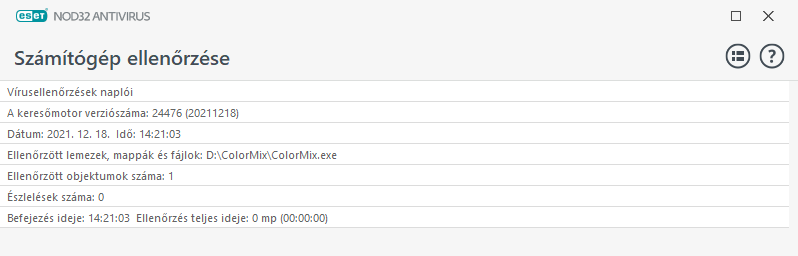 eset NOD32 ANTIVIRUS
Számítógép ellenőrzése
Vírusellenőrzések naplói
A keresőmotor verziószáma: 24476 (20211218)
Dátum: 2021. 12. 18.  Idő: 14:21:03
Ellenőrzött lemezek, mappák és fájlok: D:\ColorMix\ColorMix.exe
Ellenőrzött objektumok száma: 1
Észlelések száma: 0
Befejezés ideje: 14:21:03  Ellenőrzés teljes ideje: 0 mp (00:00:00)